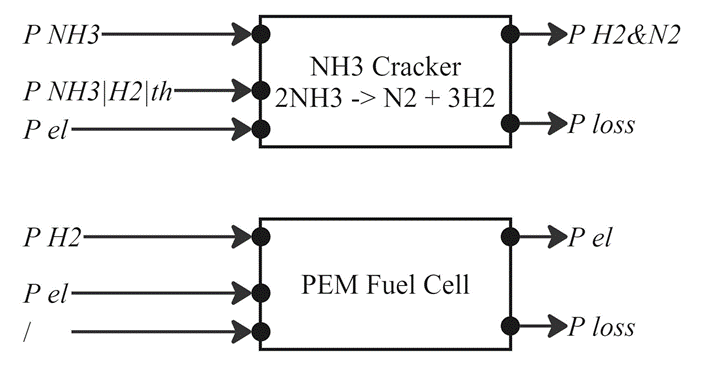 P NH3
P NH3|H2|th
P el
NH3 Cracker
2NH3 -> N2 + 3H2
P H2&N2
P loss
P H2
P el
/
PEM Fuel Cell
P el
P loss